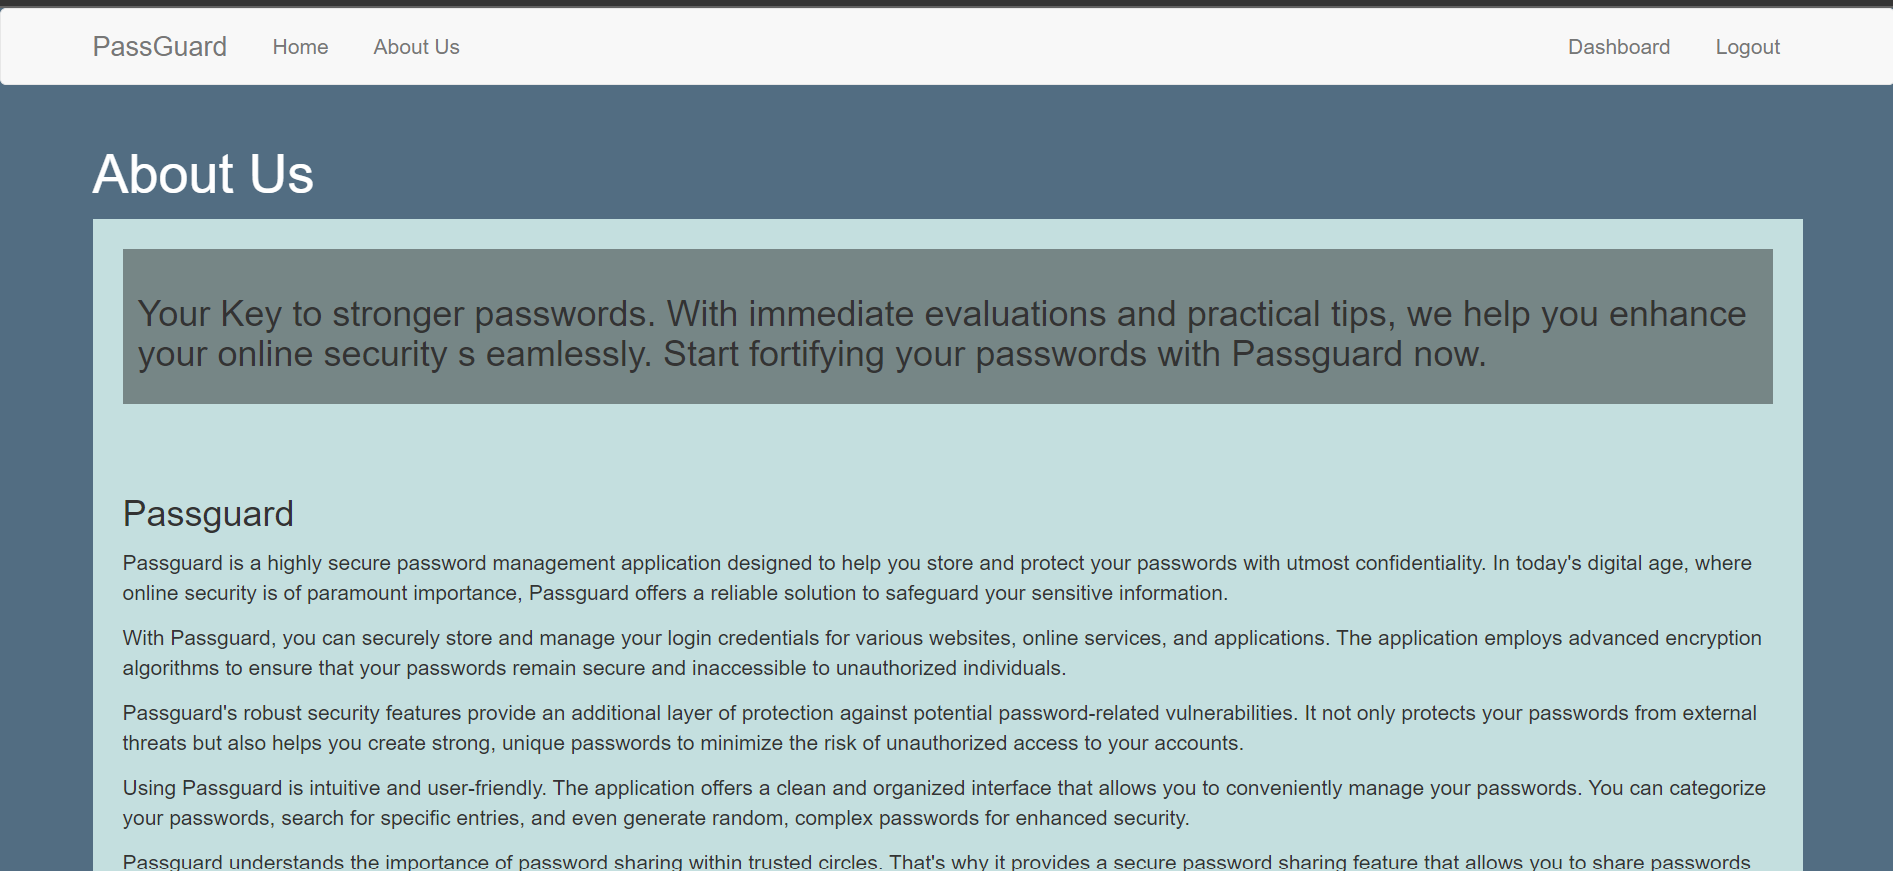 PassGuard Home About Us Dashboard Logout
About Us
Your Key to stronger passwords. With immediate evaluations and practical tips, we help you enhance
your online security s eamlessly. Start fortifying your passwords with Passguard now.
Passguard
Passguard is a highly secure password management application designed to help you store and protect your passwords with utmost confidentiality. In today's digital age, where
online security is of paramount importance, Passguard offers a reliable solution to safeguard your sensitive information.
With Passguard, you can securely store and manage your login credentials for various websites, online services, and applications. The application employs advanced encryption
algorithms to ensure that your passwords remain secure and inaccessible to unauthorized individuals.
Passguard's robust security features provide an additional layer of protection against potential password-related vulnerabilities. It not only protects your passwords from external
threats but also helps you create strong, unique passwords to minimize the risk of unauthorized access to your accounts.
Using Passguard is intuitive and user-friendly. The application offers a clean and organized interface that allows you to conveniently manage your passwords. You can categorize
your passwords, search for specific entries, and even generate random, complex passwords for enhanced security.
Passguard understands the importance of password sharing within trusted circles. That's why it provides a secure password sharing feature that allows you to share passwords